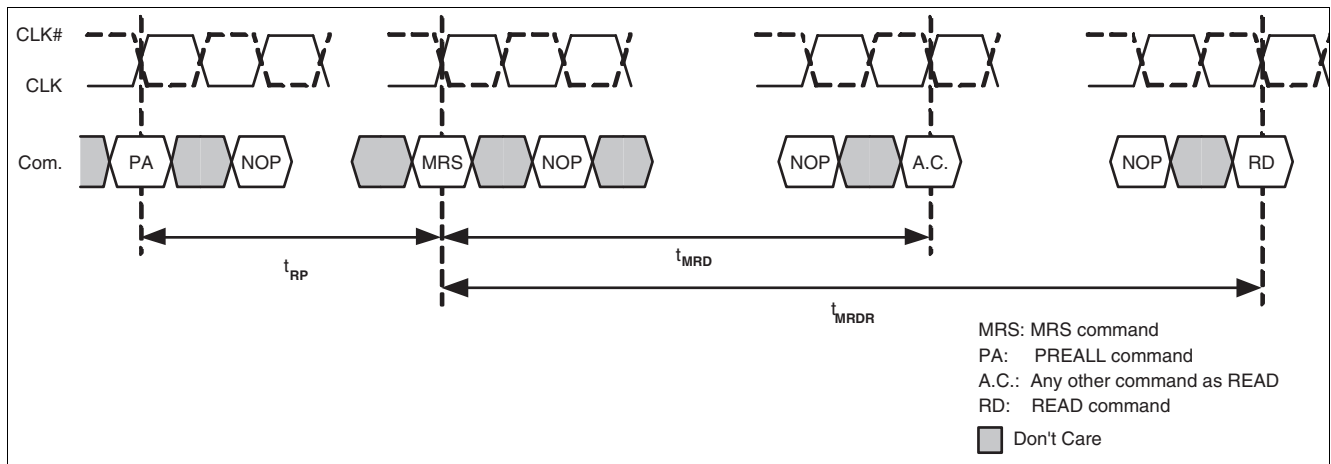 CLK#
CLK
Com. PA NOP MRS NOP NOP A.C. NOP RD
tRP
tMRD
tMRDR
MRS: MRS command
PA: PREALL command
A.C.: Any other command as READ
RD: READ command
Don't Care